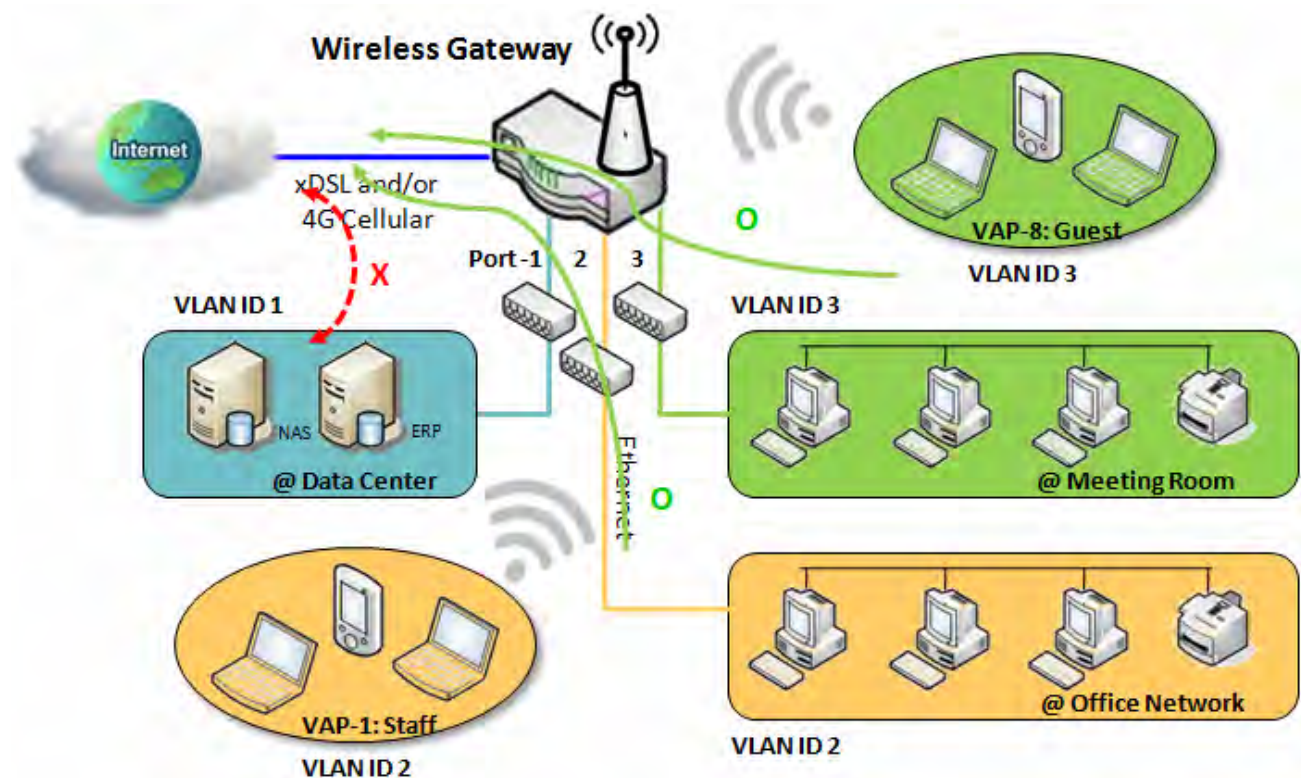 Wireless Gateway
Internet
xDSL and/or
4G Cellular
O
VAP-8: Guest
VLAN ID 3
Port -1 2 3
X
VLAN ID 1
VLAN ID 3
NAS
ERP
@ Data Center
@ Meeting Room
Ethernet
O
VAP-1: Staff
VLAN ID 2
@ Office Network
VLAN ID 2